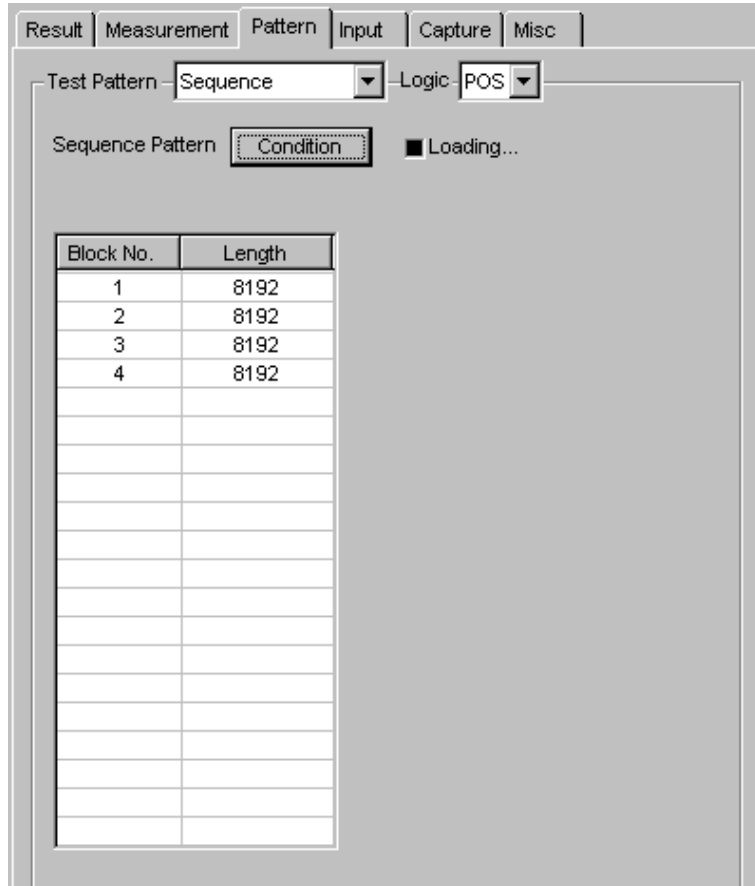 Result Measurement Pattern Input Capture Misc
Test Pattern Sequence Logic POS
Sequence Pattern Condition Loading...
Block No. Length
1 8192
2 8192
3 8192
4 8192